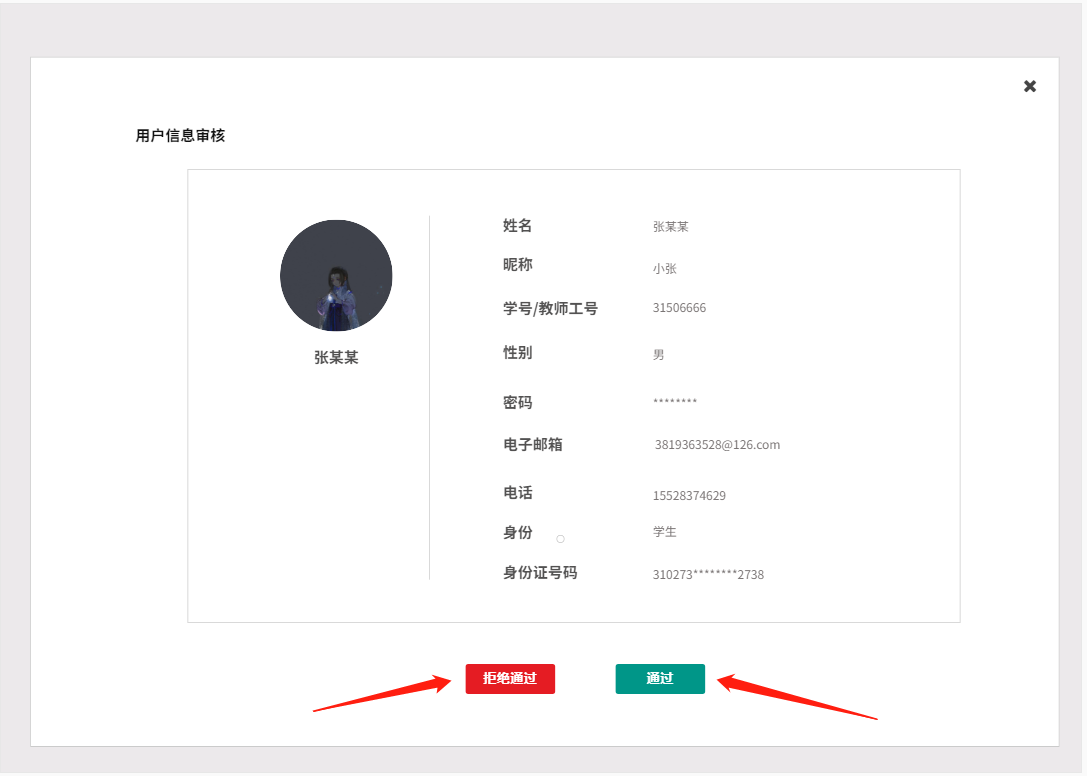 用户信息审核
张某某
姓名 张某某
昵称 小张
学号/教师工号 31506666
性别 男
密码 ********
电子邮箱 3819363528@126.com
电话 15528374629
身份 学生
身份证号码 310273********2738
拒绝通过 通过